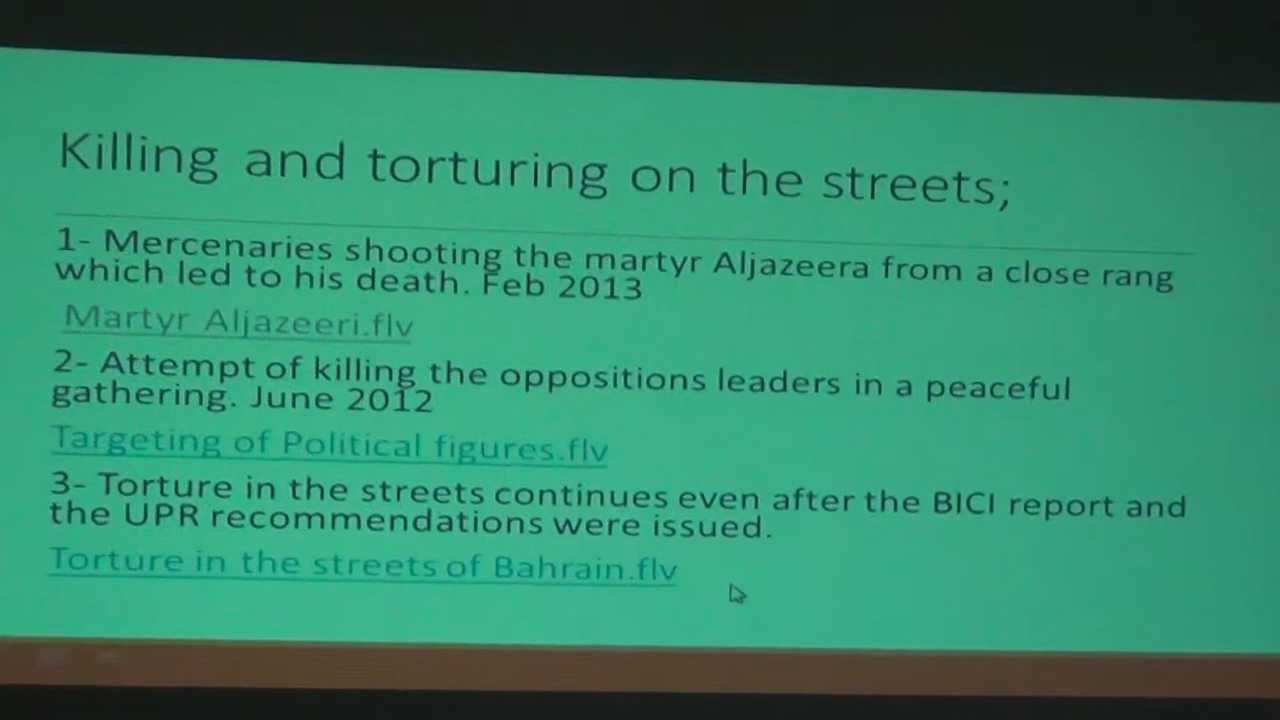 Killing and torturing on the streets;
1- Mercenaries shooting the martyr Aljazeera from a close rang
which led to his death. Feb 2013
Martyr Aljazeeri.flv
2- Attempt of killing the oppositions leaders in a peaceful
gathering. June 2012
Targeting of Political figures.flv
3- Torture in the streets continues even after the BICI report and
the UPR recommendations were issued.
Torture in the streets of Bahrain.flv